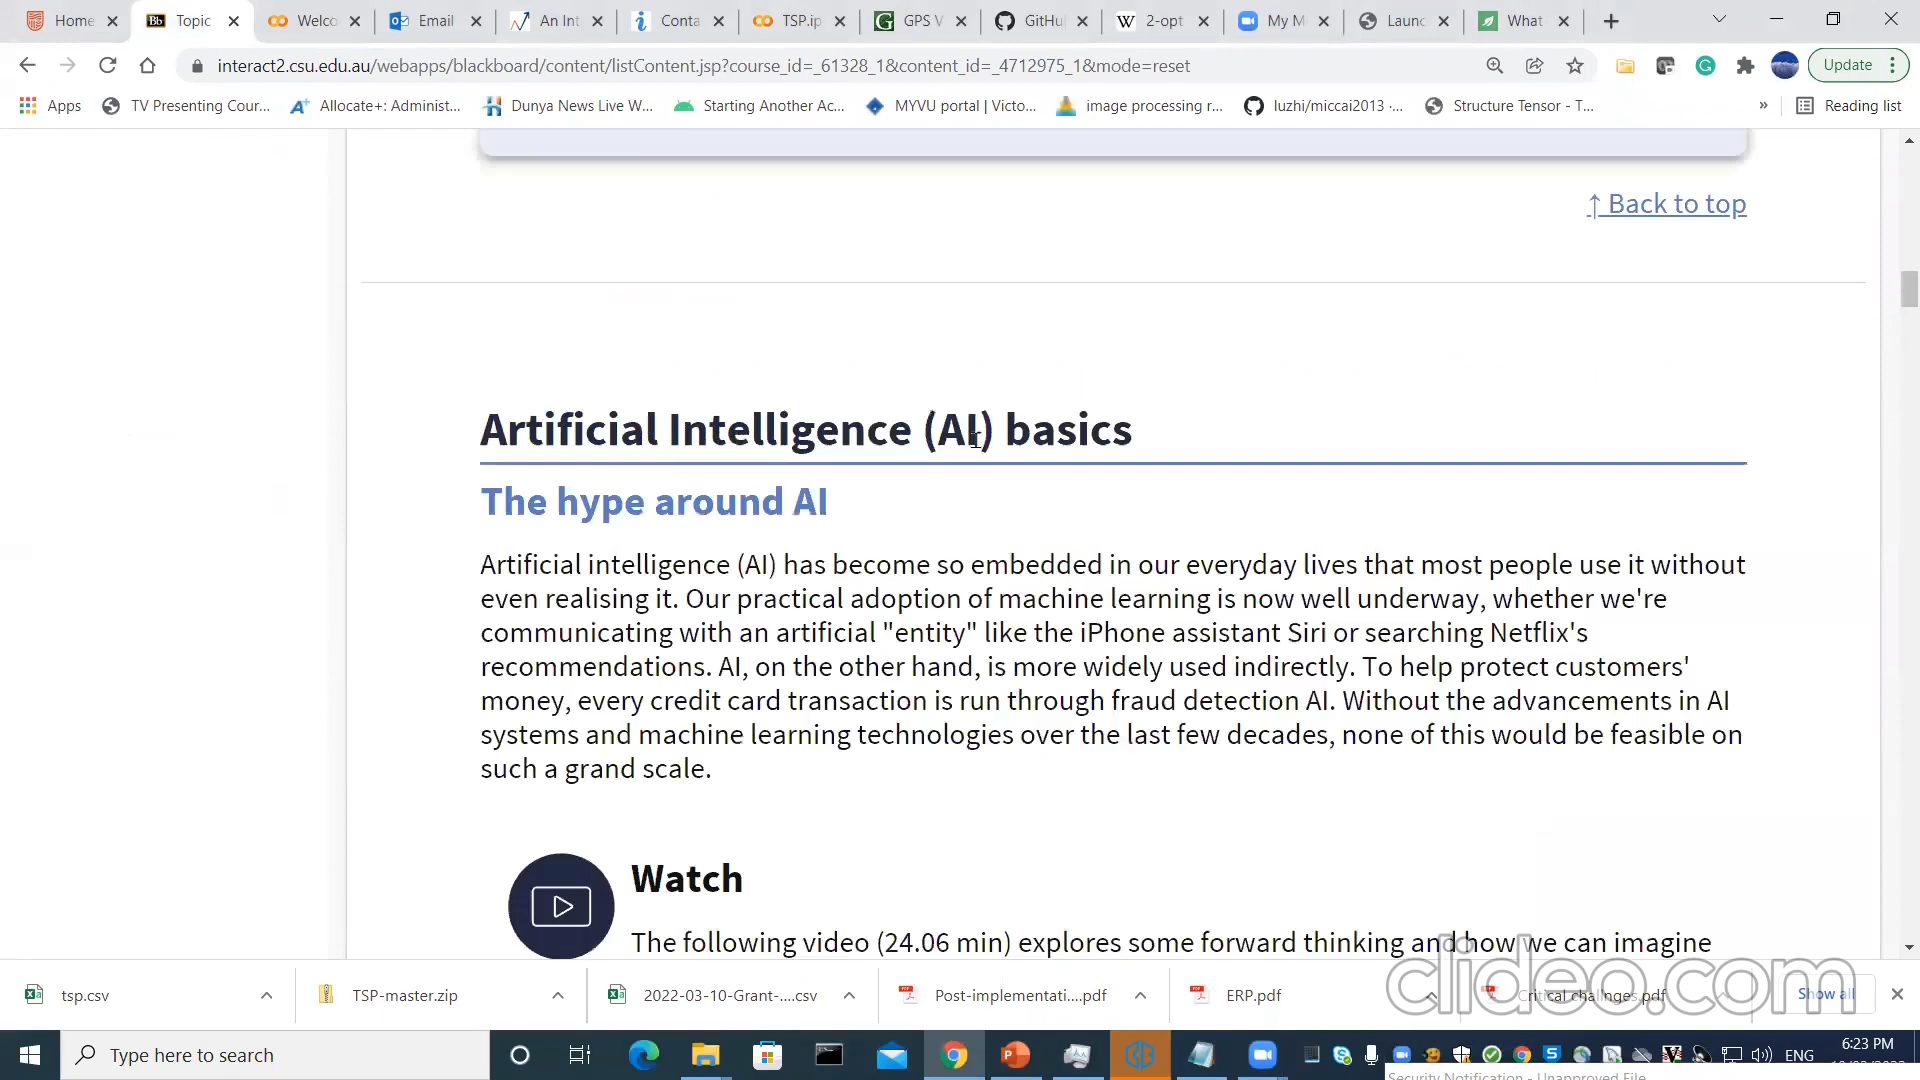 Home
Topic
Welco
Email
An Int
Conta
TSP.ip
GPS V
GitHu
2-opt
My M
Launc
What
interact2.csu.edu.au/webapps/blackboard/content/listContent.jsp?course_id=_61328_1&content_id=_4712975_1&mode=reset
Update
Apps
TV Presenting Cour...
Allocate+: Administ...
Dunya News Live W...
Starting Another Ac...
MYVU portal | Victo...
image processing r...
luzhi/miccai2013 ·...
Structure Tensor - T...
»
Reading list
↑ Back to top
Artificial Intelligence (AI) basics
The hype around AI
Artificial intelligence (AI) has become so embedded in our everyday lives that most people use it without
even realising it. Our practical adoption of machine learning is now well underway, whether we're
communicating with an artificial "entity" like the iPhone assistant Siri or searching Netflix's
recommendations. AI, on the other hand, is more widely used indirectly. To help protect customers'
money, every credit card transaction is run through fraud detection AI. Without the advancements in AI
systems and machine learning technologies over the last few decades, none of this would be feasible on
such a grand scale.
Watch
The following video (24.06 min) explores some forward thinking and how we can imagine
clideo.com
tsp.csv
TSP-master.zip
2022-03-10-Grant-....csv
Post-implementati....pdf
ERP.pdf
Critical challnges.pdf
Show all
Type here to search
ENG
6:23 PM
Security Notification - Unapproved File